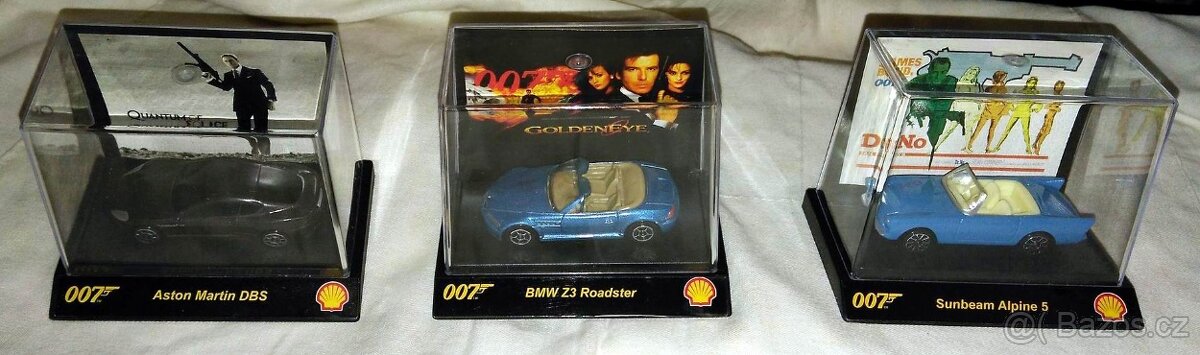 QUANTUM OF
007
Aston Martin DBS
007
GOLDENEYE
007
BMW Z3 Roadster
JAMES
BOND,
Dr.No
007
Sunbeam Alpine 5
Bazos.cz